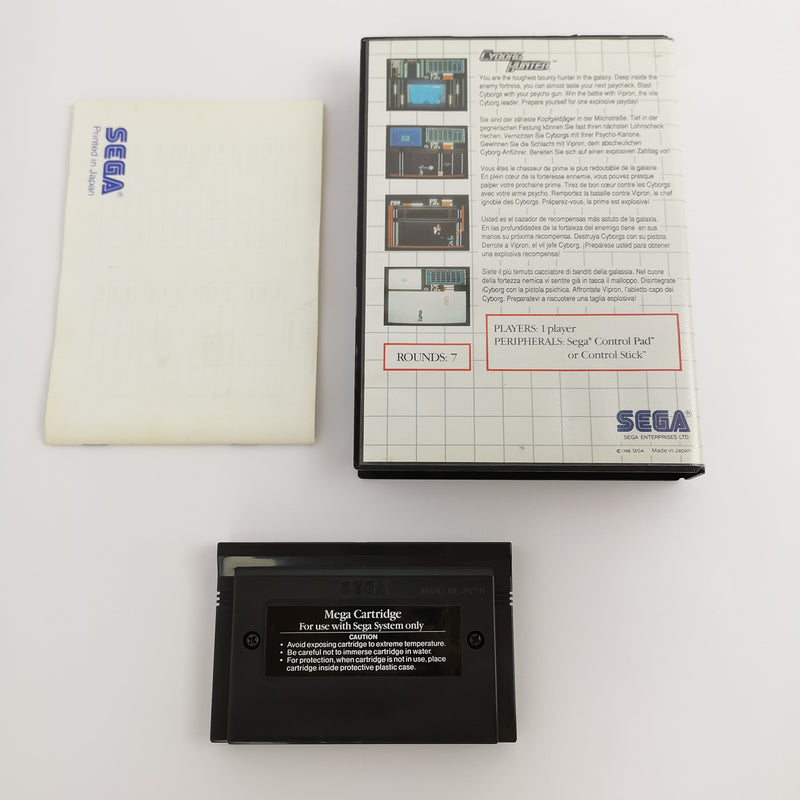 SEGA
Printed in Japan
CYBORG
HUNTER
You are the toughest bounty hunter in the galaxy. Deep inside the
enemy fortress, you can almost taste your next paycheck. Blast
Cyborgs with your psycho gun. Win the battle with Vipron, the vile
Cyborg leader. Prepare yourself for one explosive payday!
Sie sind der zäheste Kopfgeldjäger in der Milchstraße. Tief in der
gegnerischen Festung können Sie fast Ihren nächsten Lohnscheck
riechen. Vernichten Sie Cyborgs mit Ihrer Psycho-Kanone.
Gewinnen Sie die Schlacht mit Vipron, dem abscheulichen
Cyborg-Anführer. Bereiten Sie sich auf einen explosiven Zahltag vor!
Vous êtes le chasseur de prime le plus redoutable de la galaxie.
En plein cœur de la forteresse ennemie, vous pouvez presque
palper votre prochaine prime. Tirez de bon cœur contre les Cyborgs
avec votre arme psycho. Remportez la bataille contre Vipron, le chef
ignoble des Cyborgs. Préparez-vous, la prime est explosive!
Usted es el cazador de recompensas más astuto de la galaxia.
En las profundidades de la fortaleza del enemigo tiene en sus
manos su próxima recompensa. Destruya Cyborgs con su pistola.
Derrote a Vipron, el vil jefe Cyborg. ¡Prepárese usted para obtener
una explosiva recompensa!
Siete il più temuto cacciatore di banditi della galassia. Nel cuore
della fortezza nemica vi sentite già in tasca il malloppo. Disintegrate
i Cyborg con la pistola psichica. Affrontate Vipron, l'abietto capo dei
Cyborg. Preparatevi a riscuotere una taglia esplosiva!
ROUNDS: 7
PLAYERS: 1 player
PERIPHERALS: Sega® Control Pad™
or Control Stick™
SEGA®
SEGA ENTERPRISES LTD.
© 1988 SEGA Made in Japan
SEGA MADE IN JAPAN
Mega Cartridge
For use with Sega System only
CAUTION
• Avoid exposing cartridge to extreme temperature.
• Be careful not to immerse cartridge in water.
• For protection, when cartridge is not in use, place
cartridge inside protective plastic case.